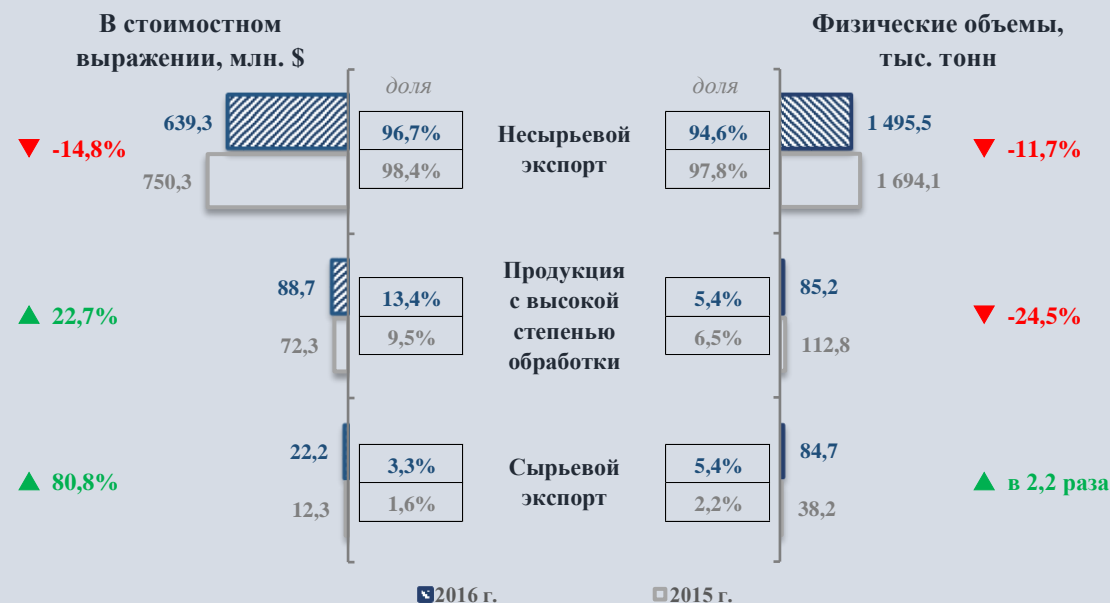 В стоимостном
выражении, млн. $
Физические объемы,
тыс. тонн
доля
доля
639,3
96,7%
Несырьевой
экспорт
94,6%
1 495,5
-14,8%
-11,7%
750,3
98,4%
97,8%
1 694,1
Продукция
с высокой
степенью
обработки
88,7
13,4%
5,4%
85,2
22,7%
-24,5%
72,3
9,5%
6,5%
112,8
22,2
3,3%
Сырьевой
экспорт
5,4%
84,7
80,8%
в 2,2 раза
12,3
1,6%
2,2%
38,2
2016 г.
2015 г.